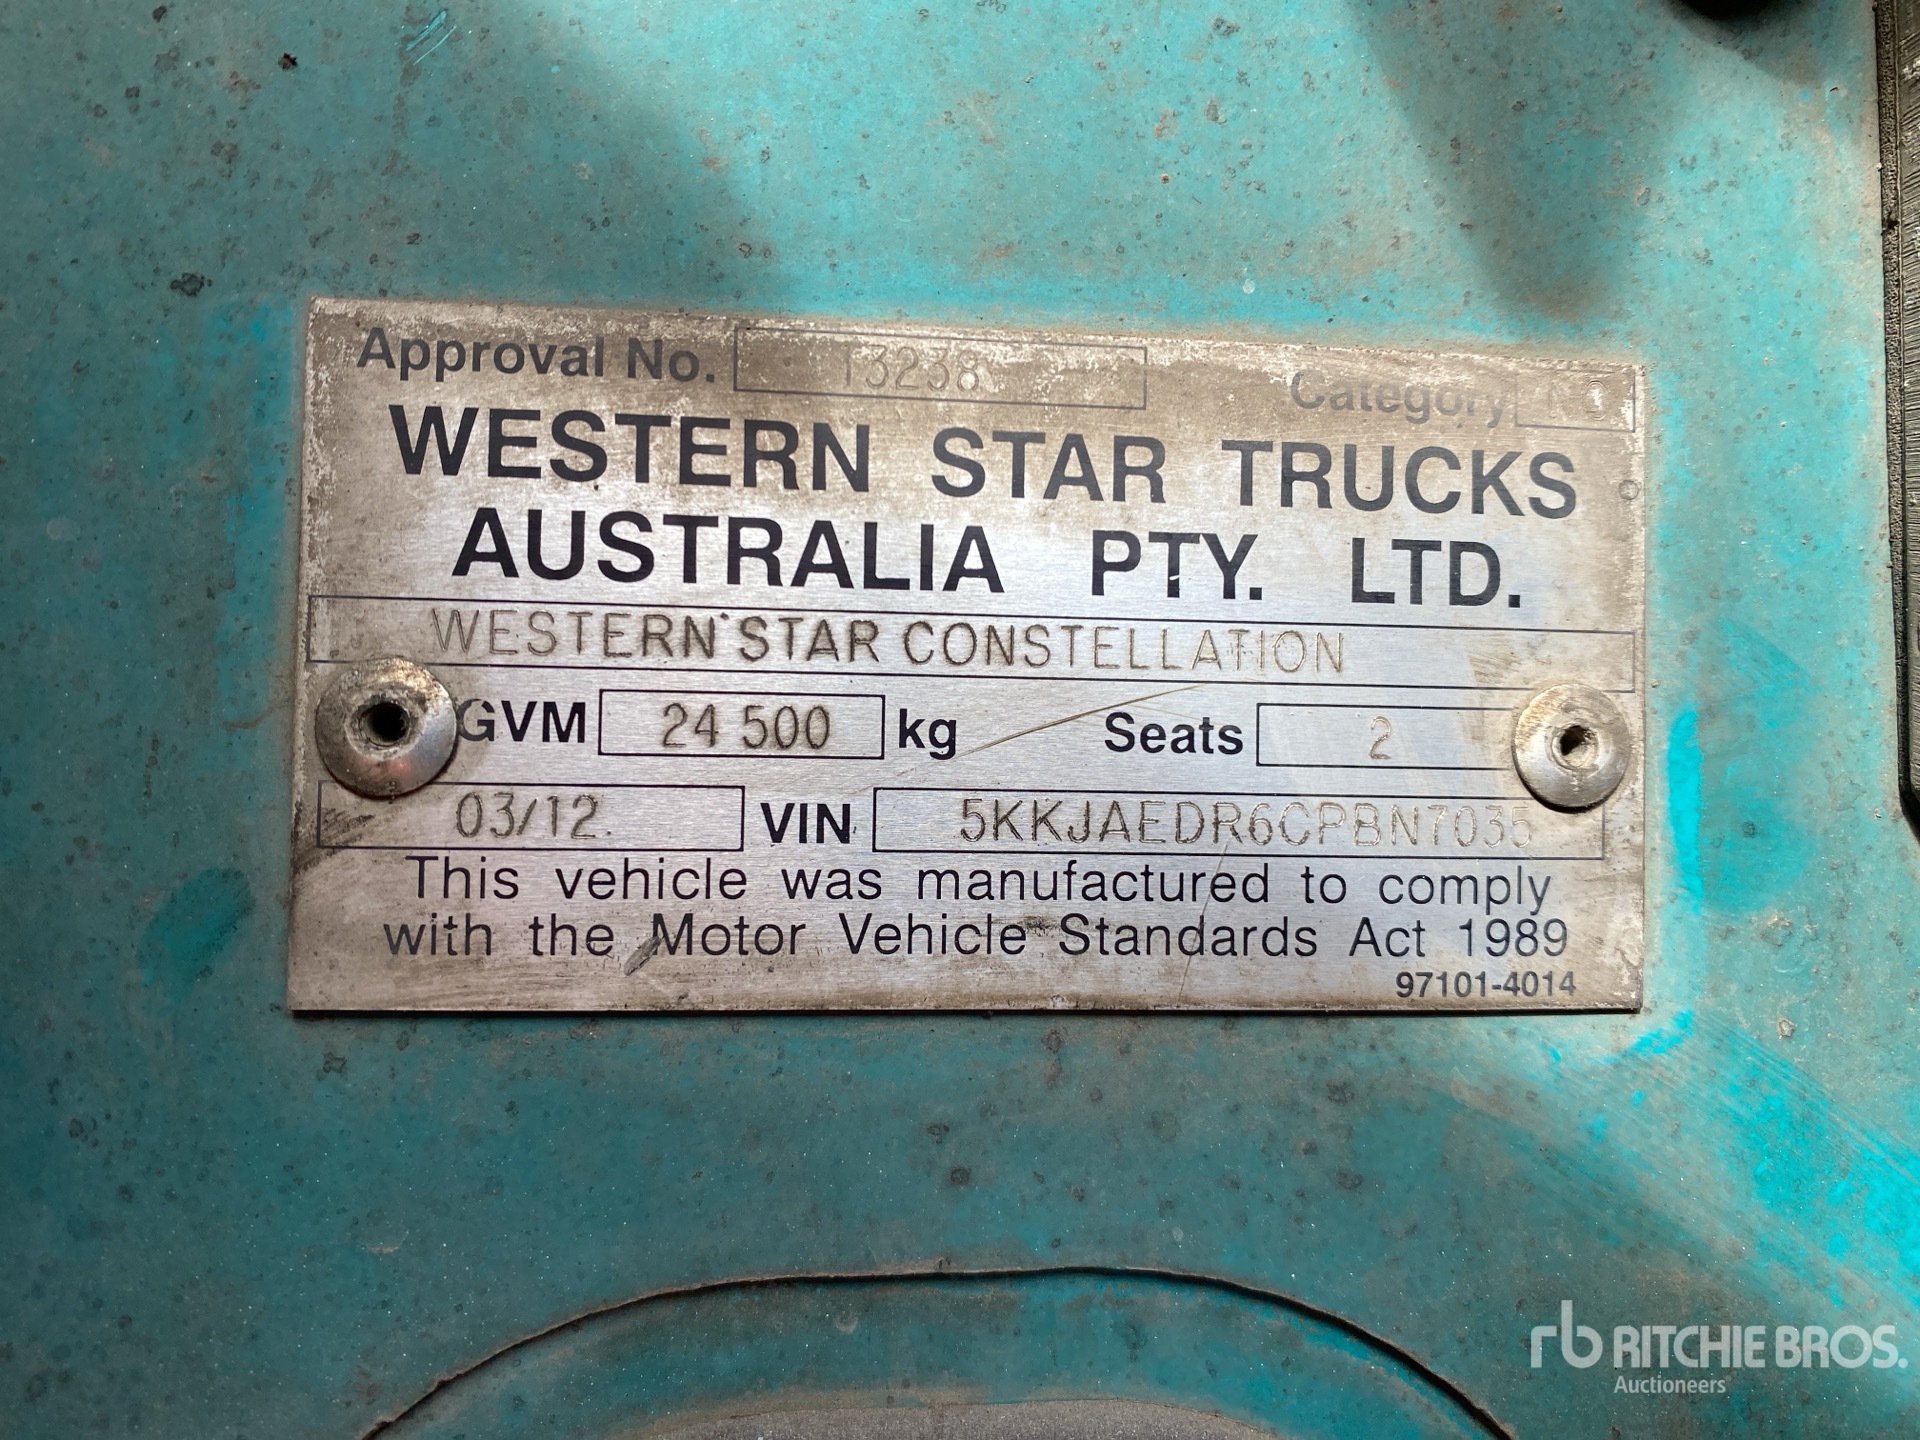 Approval No. 13238 Category
WESTERN STAR TRUCKS
AUSTRALIA PTY. LTD.
WESTERN STAR CONSTELLATION
GVM 24 500 kg Seats 2
03/12 VIN 5KKJAEDR6CPBN7035
This vehicle was manufactured to comply
with the Motor Vehicle Standards Act 1989
97101-4014
rb RITCHIE BROS.
Auctioneers